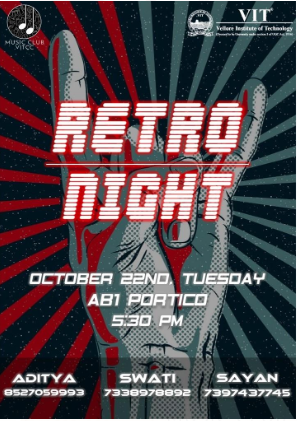 MUSIC CLUB
VITCC
VIT
Vellore Institute of Technology
RETRO
NIGHT
OCTOBER 22ND, TUESDAY
AB1 PORTICO
5:30 PM
ADITYA
8527059993
SWATI
7338978892
SAYAN
7397437745